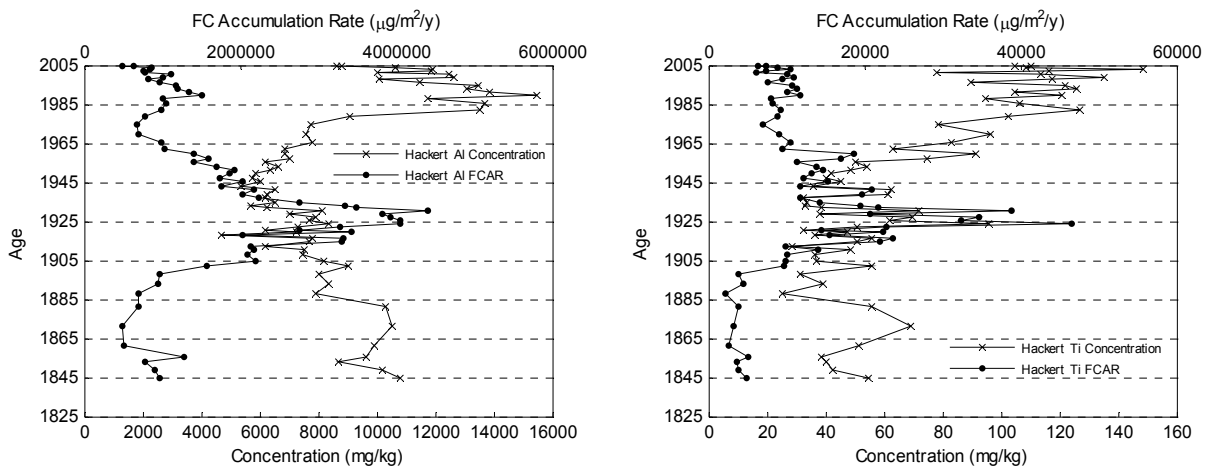 FC Accumulation Rate (μg/m²/y)
0 2000000 4000000 6000000
2005
1985
1965
1945
1925
1905
1885
1865
1845
1825
Age
Hackert Al Concentration
Hackert Al FCAR
0 2000 4000 6000 8000 10000 12000 14000 16000
Concentration (mg/kg)
FC Accumulation Rate (μg/m²/y)
0 20000 40000 60000
2005
1985
1965
1945
1925
1905
1885
1865
1845
1825
Age
Hackert Ti Concentration
Hackert Ti FCAR
0 20 40 60 80 100 120 140 160
Concentration (mg/kg)